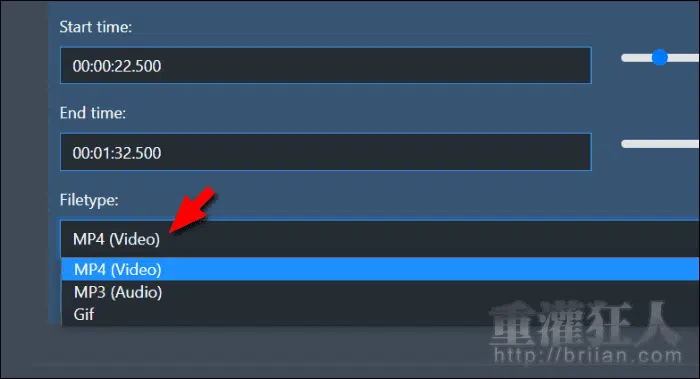 Start time:
00:00:22.500
End time:
00:01:32.500
Filetype:
MP4 (Video)
MP4 (Video)
MP3 (Audio)
Gif
重灌狂人
http://briian.com